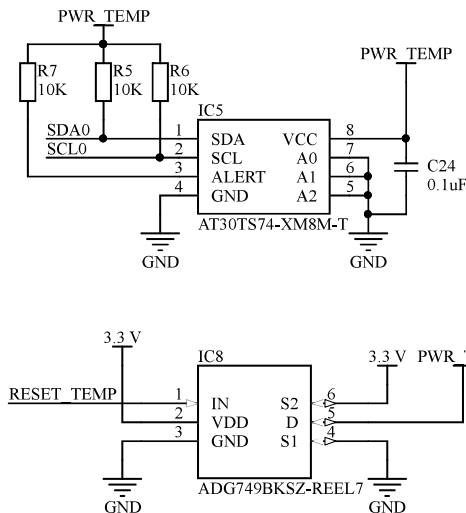 PWR_TEMP
R7
10K
R5
10K
R6
10K
PWR_TEMP
IC5
SDA0
SCL0
1 SDA VCC 8
2 SCL A0 7
3 ALERT A1 6
4 GND A2 5
C24
0.1uF
AT30TS74-XM8M-T
GND
GND
3.3 V
IC8
3.3 V
PWR_
RESET_TEMP
1 IN S2 6
2 VDD D 5
3 GND S1 4
ADG749BKSZ-REEL7
GND
GND